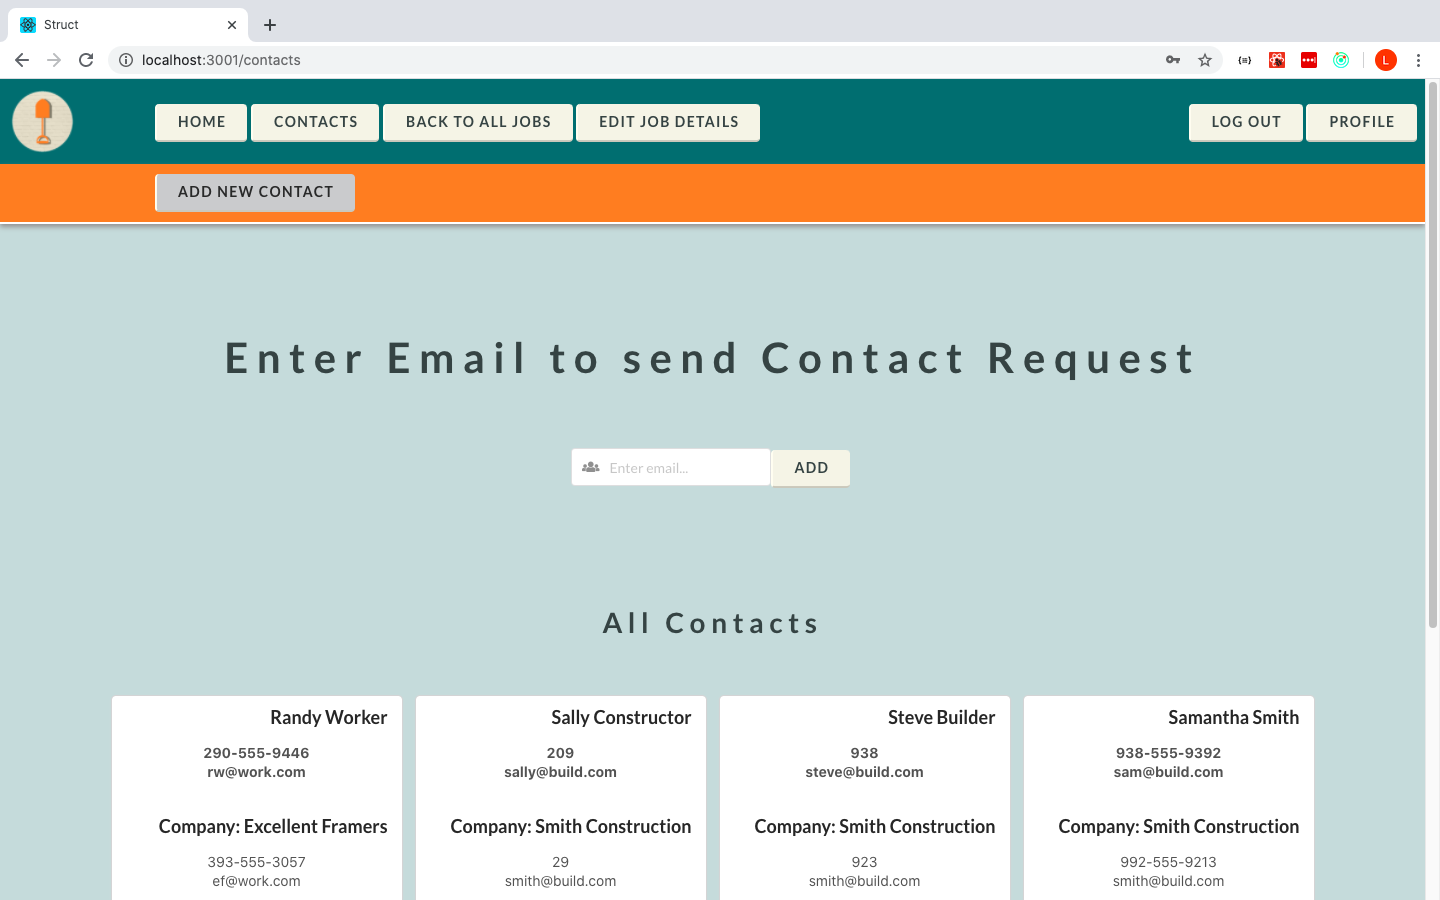 Struct
localhost:3001/contacts
L
HOME CONTACTS BACK TO ALL JOBS EDIT JOB DETAILS LOG OUT PROFILE
ADD NEW CONTACT
Enter Email to send Contact Request
Enter email... ADD
All Contacts
Randy Worker
290-555-9446
rw@work.com
Company: Excellent Framers
393-555-3057
ef@work.com
Sally Constructor
209
sally@build.com
Company: Smith Construction
29
smith@build.com
Steve Builder
938
steve@build.com
Company: Smith Construction
923
smith@build.com
Samantha Smith
938-555-9392
sam@build.com
Company: Smith Construction
992-555-9213
smith@build.com